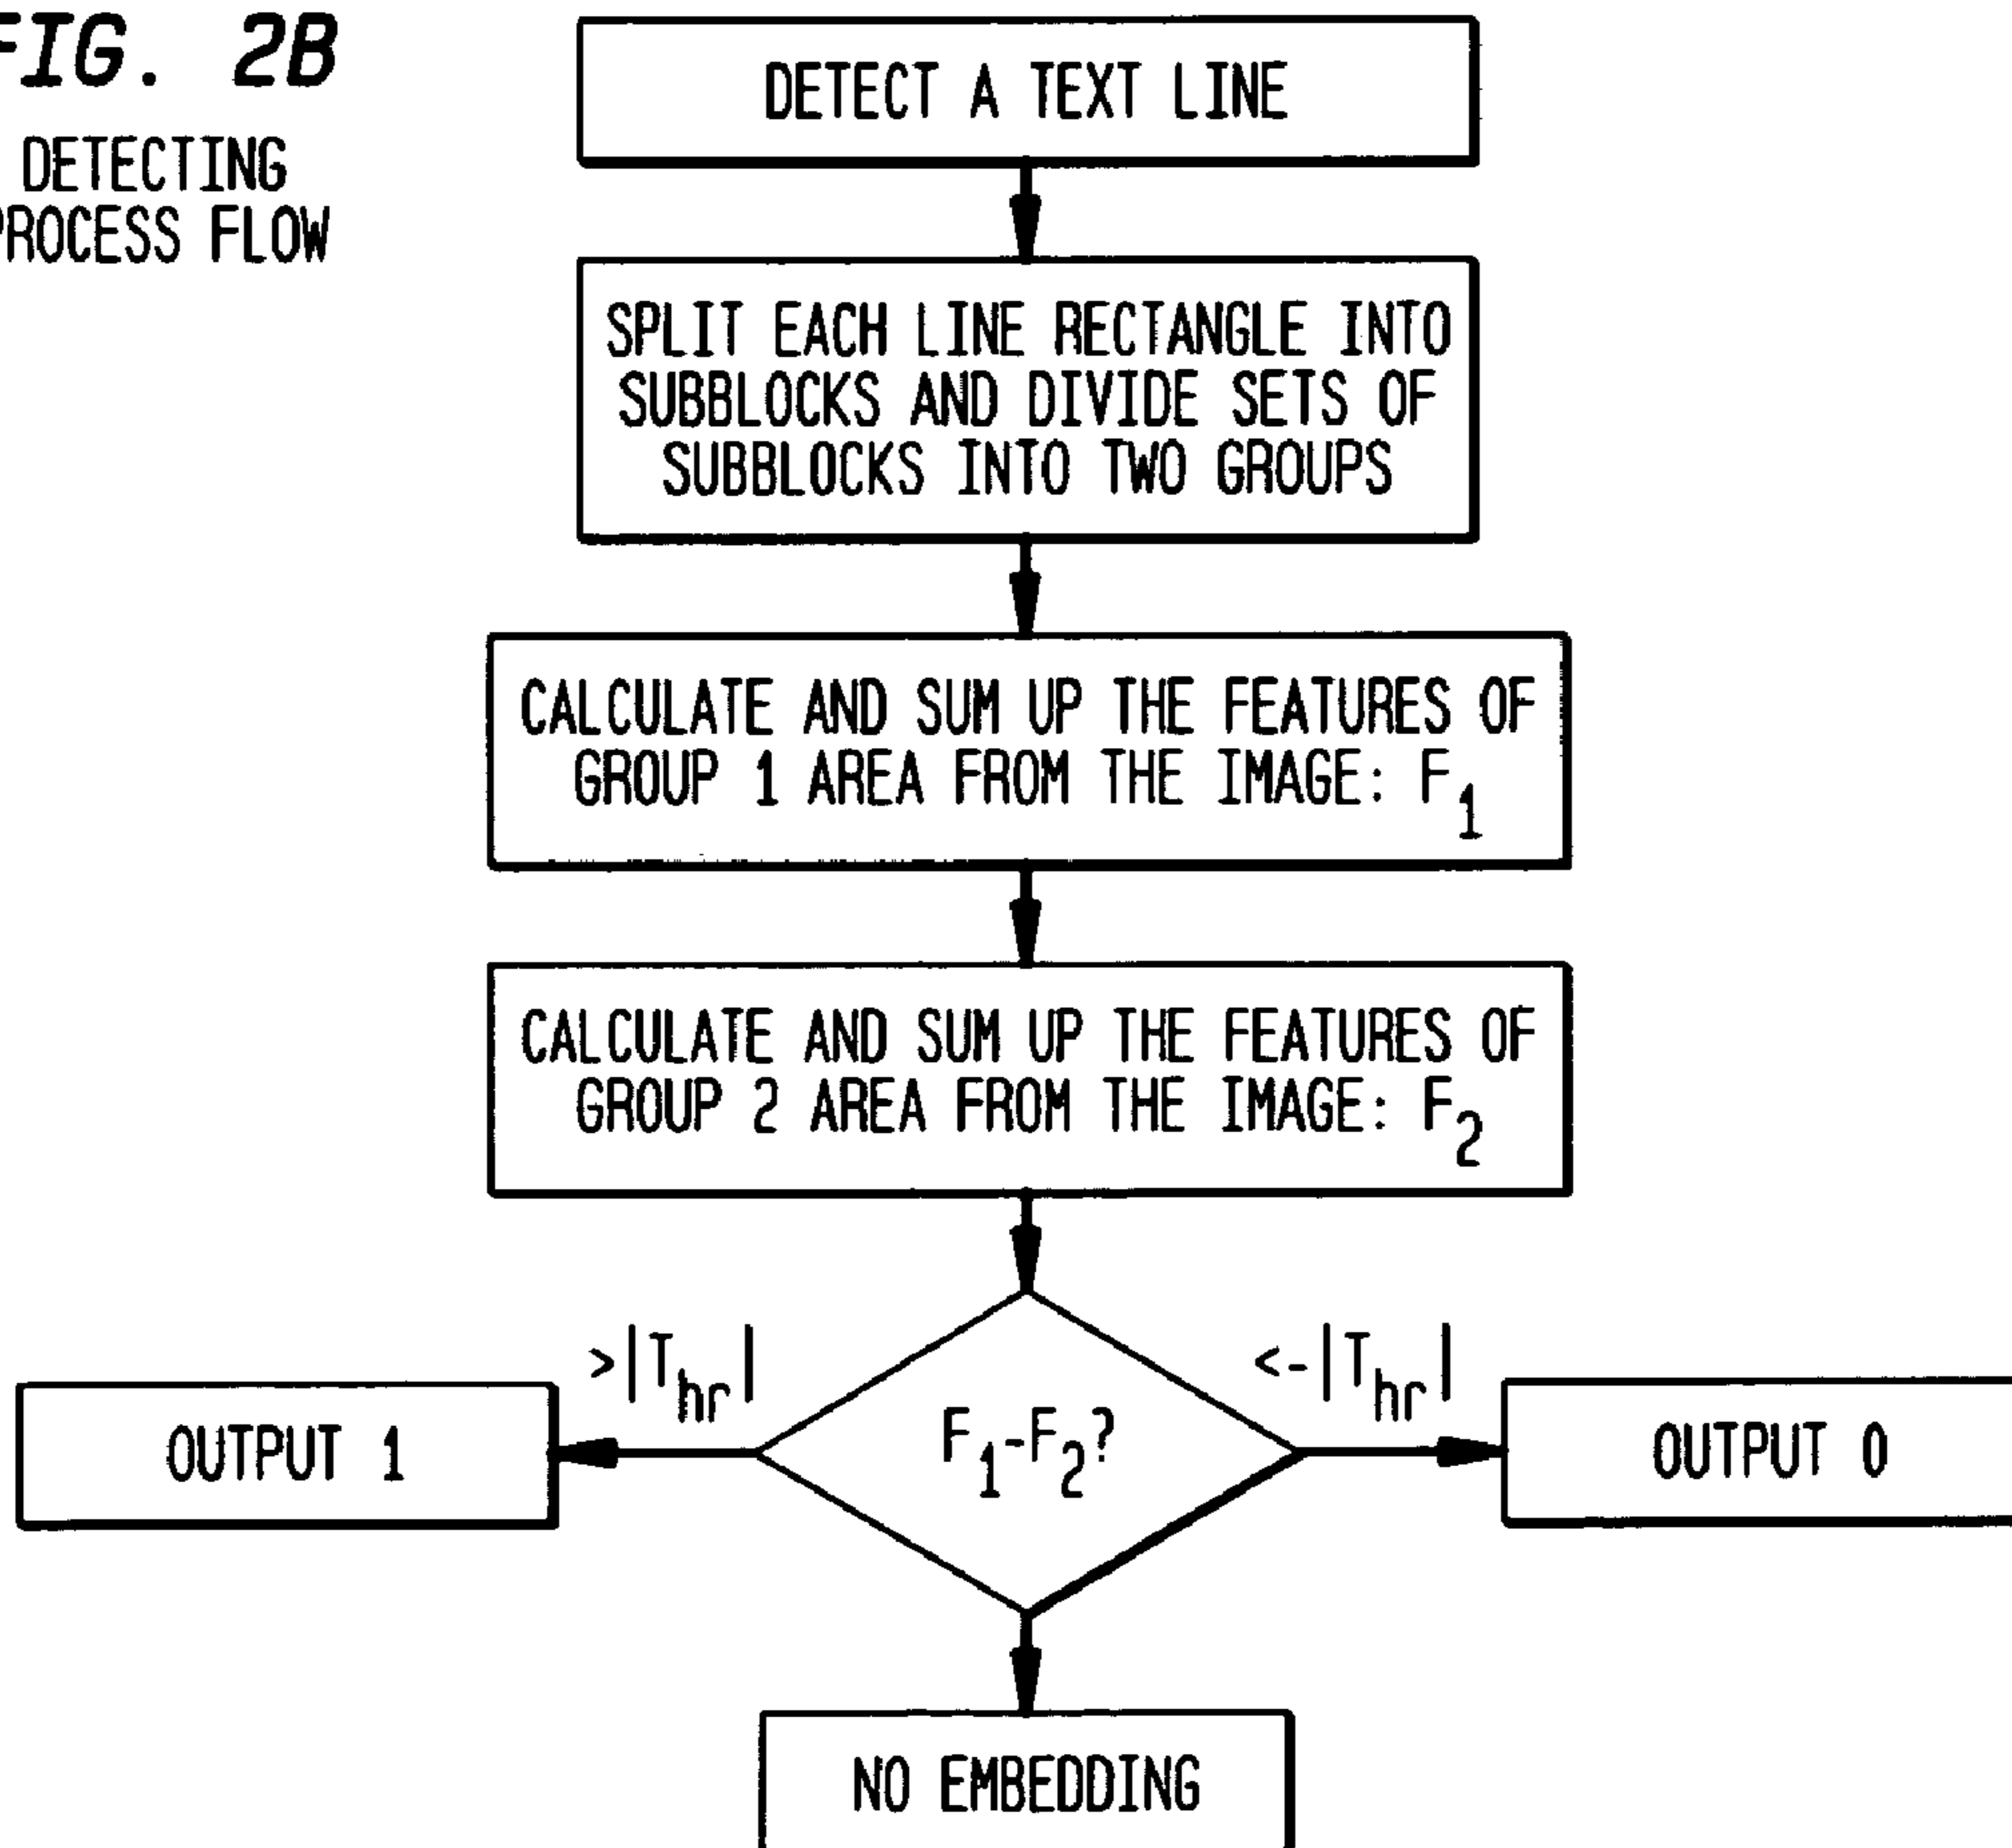 FIG. 2B
DETECTING
PROCESS FLOW
DETECT A TEXT LINE
SPLIT EACH LINE RECTANGLE INTO
SUBBLOCKS AND DIVIDE SETS OF
SUBBLOCKS INTO TWO GROUPS
CALCULATE AND SUM UP THE FEATURES OF
GROUP 1 AREA FROM THE IMAGE: F1
CALCULATE AND SUM UP THE FEATURES OF
GROUP 2 AREA FROM THE IMAGE: F2
>|Thr|
<-|Thr|
OUTPUT 1
F1-F2?
OUTPUT 0
NO EMBEDDING